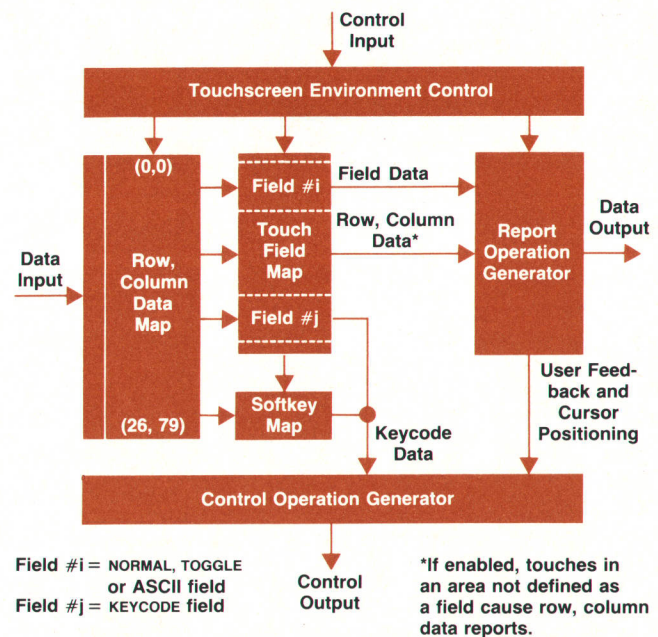 Control
Input
Touchscreen Environment Control
(0,0)
Row,
Column
Data
Map
(26, 79)
Data
Input
Field #i
Touch
Field
Map
Field #j
Softkey
Map
Field Data
Row, Column
Data*
Report
Operation
Generator
Data
Output
User Feed-
back and
Cursor
Positioning
Keycode
Data
Control Operation Generator
Control
Output
Field #i = NORMAL, TOGGLE
or ASCII field
Field #j = KEYCODE field
*If enabled, touches in
an area not defined as
a field cause row, column
data reports.